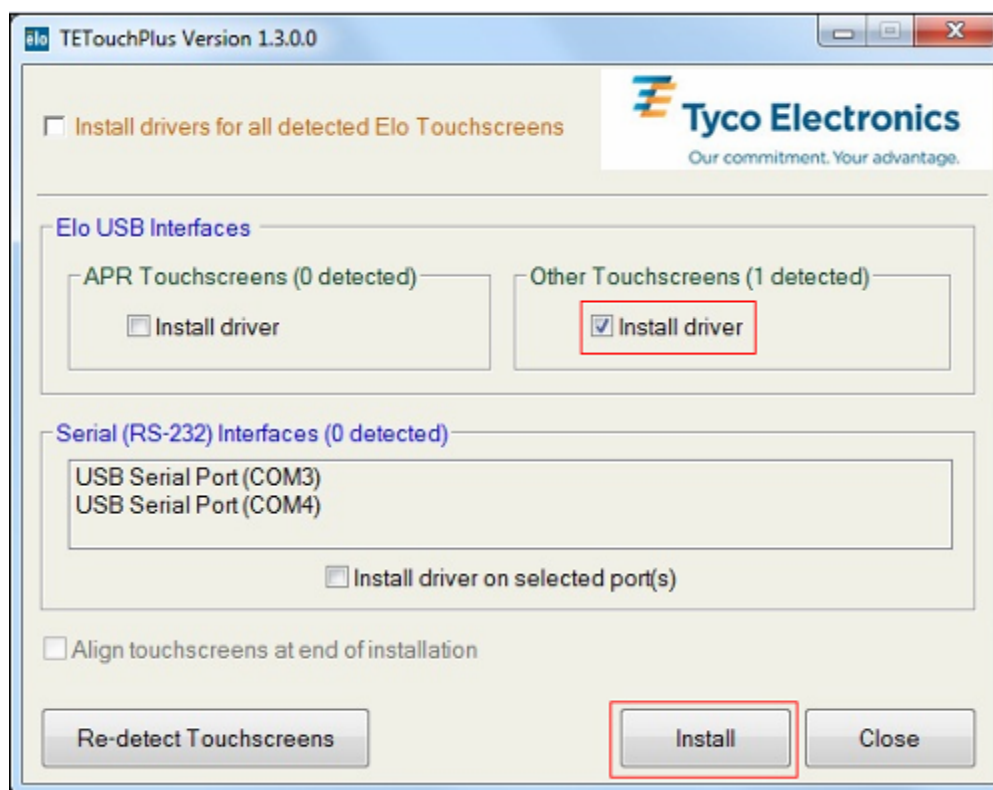 elo TETouchPlus Version 1.3.0.0
Install drivers for all detected Elo Touchscreens
Tyco Electronics
Our commitment. Your advantage.
Elo USB Interfaces
APR Touchscreens (0 detected)
Install driver
Other Touchscreens (1 detected)
Install driver
Serial (RS-232) Interfaces (0 detected)
USB Serial Port (COM3)
USB Serial Port (COM4)
Install driver on selected port(s)
Align touchscreens at end of installation
Re-detect Touchscreens
Install
Close